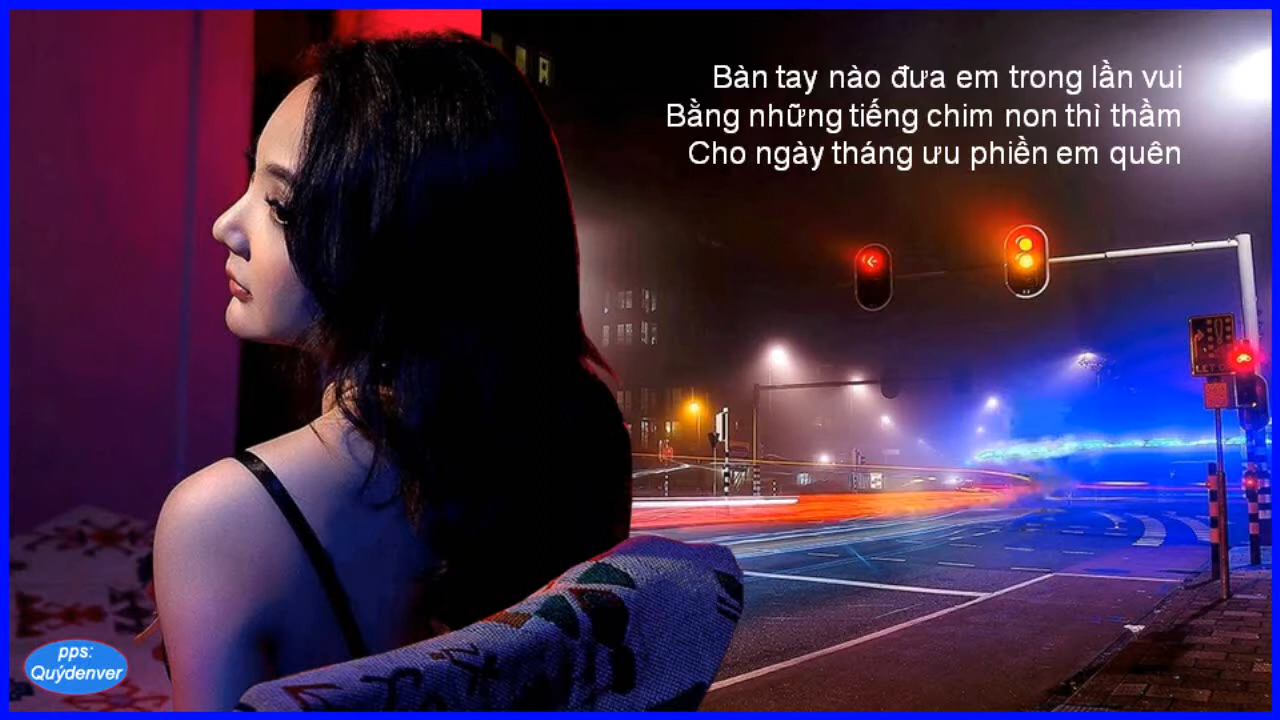 Bàn tay nào đưa em trong lần vui
Bằng những tiếng chim non thì thầm
Cho ngày tháng ưu phiền em quên
pps:
Quýdenver